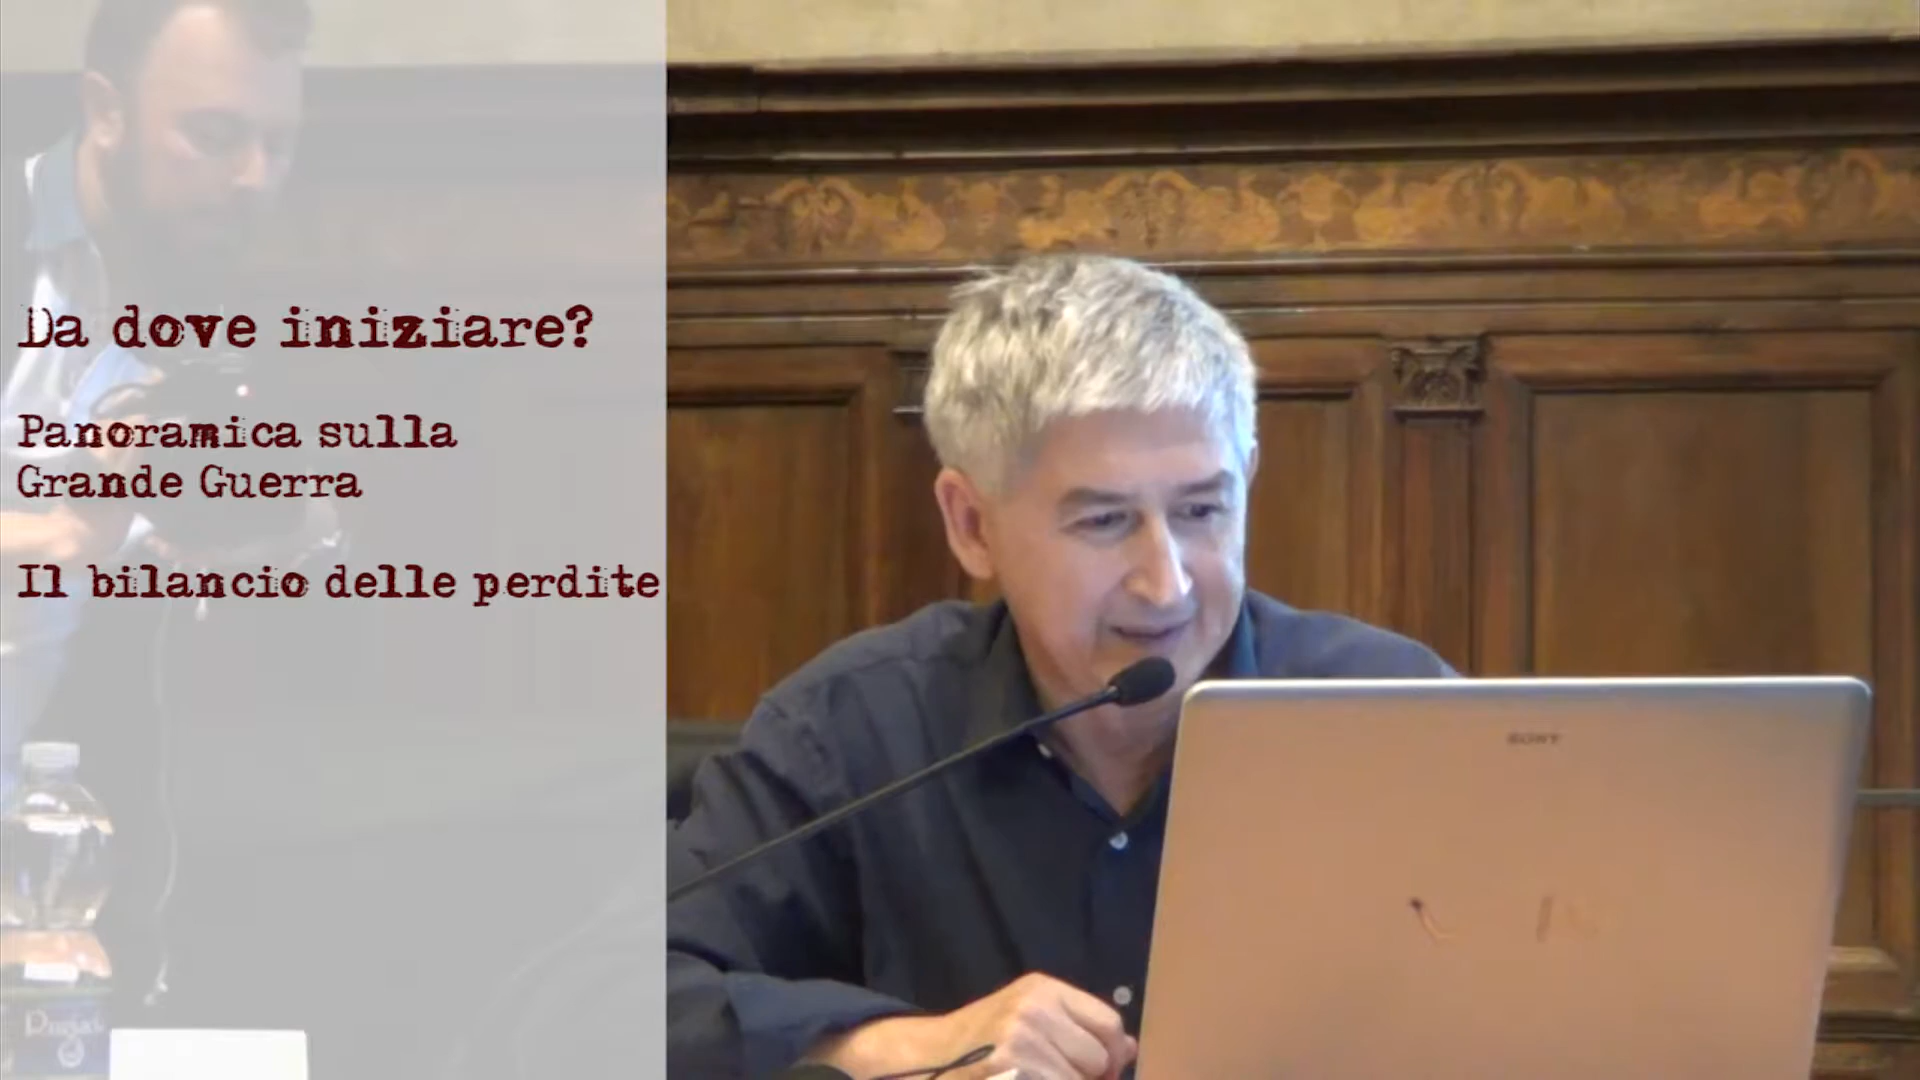 Da dove iniziare?
Panoramica sulla
Grande Guerra
Il bilancio delle perdite
SONY